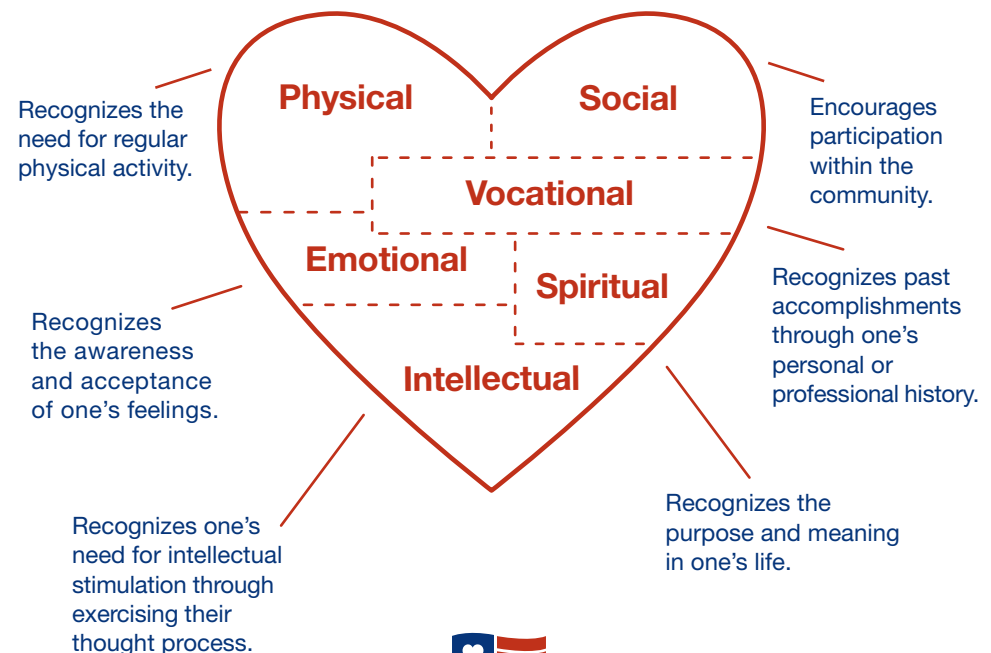 Physical
Social
Recognizes the
need for regular
physical activity.
Encourages
participation
within the
community.
Vocational
Emotional
Spiritual
Recognizes past
accomplishments
through one’s
personal or
professional history.
Recognizes
the awareness
and acceptance
of one’s feelings.
Intellectual
Recognizes the
purpose and meaning
in one’s life.
Recognizes one’s
need for intellectual
stimulation through
exercising their
thought process.